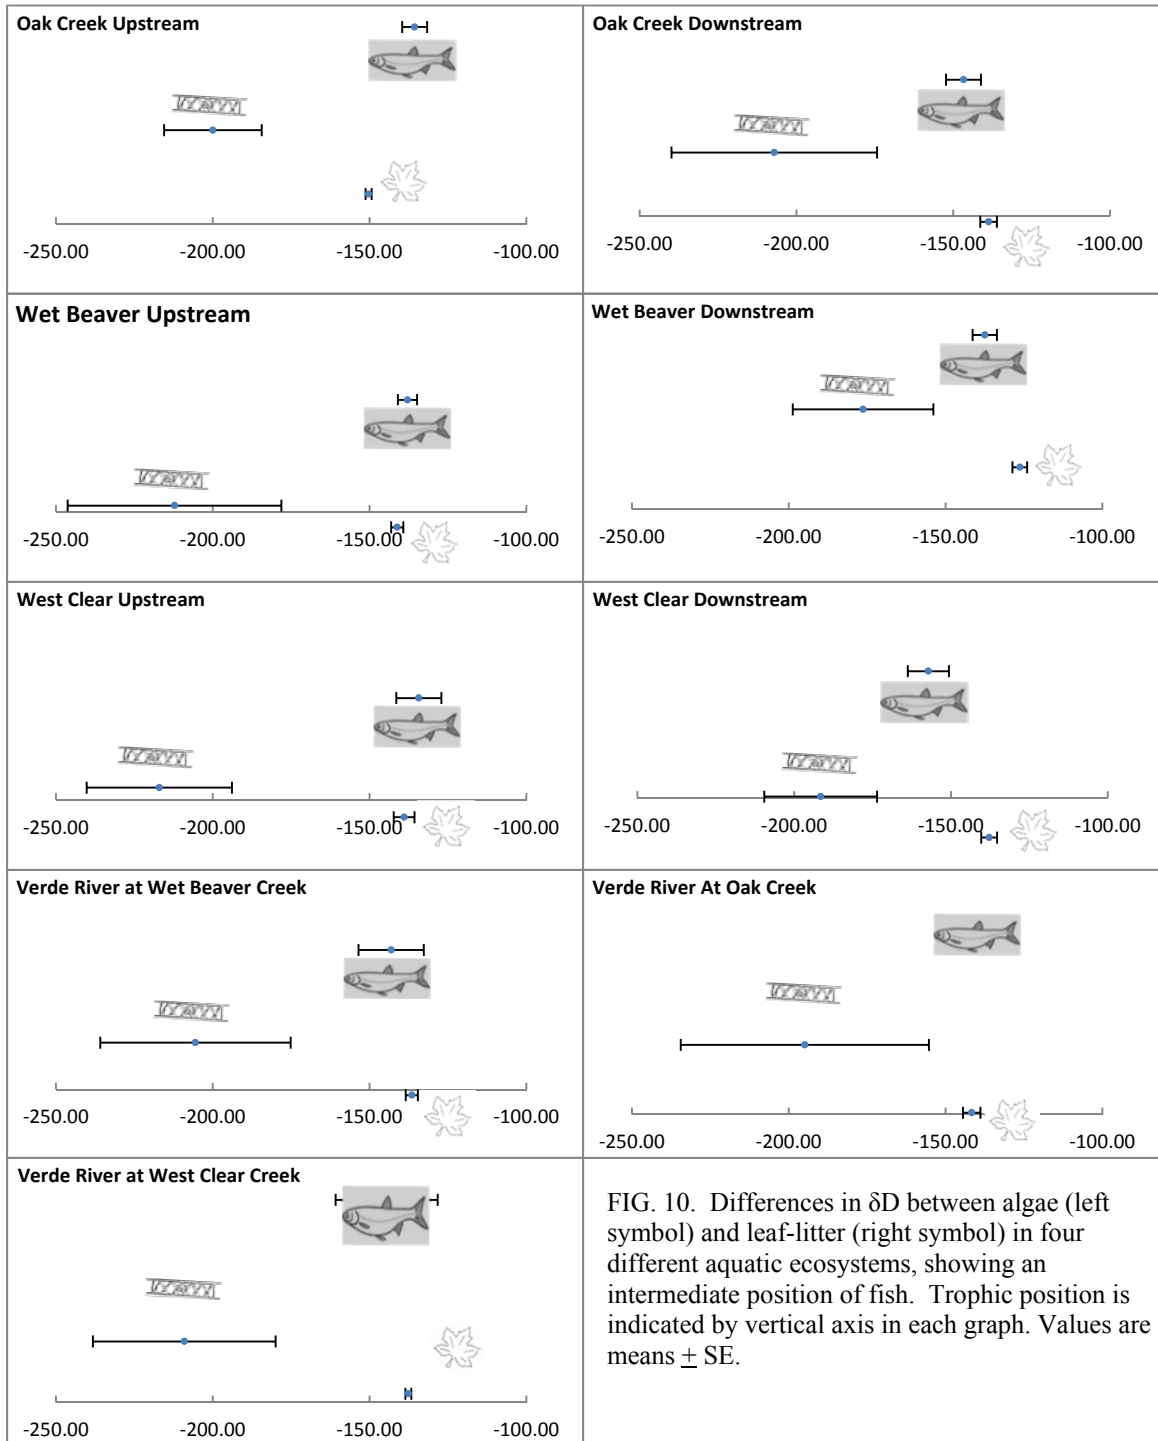 Oak Creek Upstream
-250.00 -200.00 -150.00 -100.00
Oak Creek Downstream
-250.00 -200.00 -150.00 -100.00
Wet Beaver Upstream
-250.00 -200.00 -150.00 -100.00
Wet Beaver Downstream
-250.00 -200.00 -150.00 -100.00
West Clear Upstream
-250.00 -200.00 -150.00 -100.00
West Clear Downstream
-250.00 -200.00 -150.00 -100.00
Verde River at Wet Beaver Creek
-250.00 -200.00 -150.00 -100.00
Verde River At Oak Creek
-250.00 -200.00 -150.00 -100.00
Verde River at West Clear Creek
-250.00 -200.00 -150.00 -100.00
FIG. 10. Differences in δD between algae (left
symbol) and leaf-litter (right symbol) in four
different aquatic ecosystems, showing an
intermediate position of fish. Trophic position is
indicated by vertical axis in each graph. Values are
means ± SE.